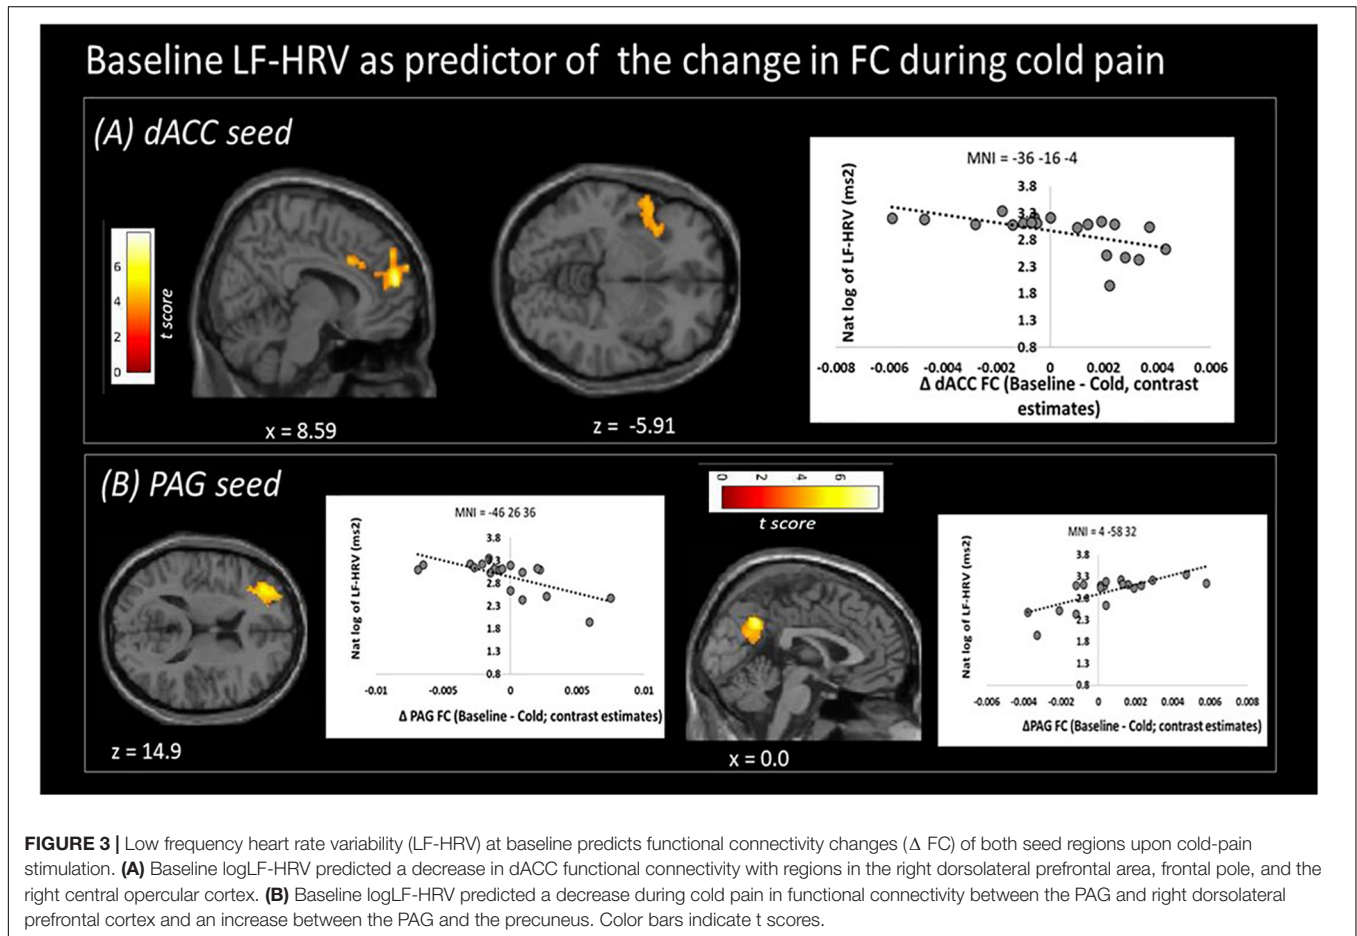 Baseline LF-HRV as predictor of the change in FC during cold pain
(A) dACC seed
6
4
2
0
t score
x = 8.59
z = -5.91
MNI = -36 -16 -4
Nat log of LF-HRV (ms2)
3.8
3.3
2.8
2.3
1.8
1.3
0.8
-0.008 -0.006 -0.004 -0.002 0 0.002 0.004 0.006
Δ dACC FC (Baseline - Cold, contrast
estimates)
(B) PAG seed
z = 14.9
MNI = -46 26 36
Nat log of LF-HRV (ms2)
3.8
3.3
2.8
2.3
1.8
1.3
0.8
-0.01 -0.005 0 0.005 0.01
Δ PAG FC (Baseline - Cold; contrast estimates)
0 2 4 6
t score
x = 0.0
MNI = 4 -58 32
Nat log of LF-HRV (ms2)
3.8
3.3
2.8
2.3
1.8
1.3
0.8
-0.006 -0.004 -0.002 0 0.002 0.004 0.006 0.008
ΔPAG FC (Baseline - Cold; contrast estimates)
FIGURE 3 | Low frequency heart rate variability (LF-HRV) at baseline predicts functional connectivity changes (Δ FC) of both seed regions upon cold-pain
stimulation. (A) Baseline logLF-HRV predicted a decrease in dACC functional connectivity with regions in the right dorsolateral prefrontal area, frontal pole, and the
right central opercular cortex. (B) Baseline logLF-HRV predicted a decrease during cold pain in functional connectivity between the PAG and right dorsolateral
prefrontal cortex and an increase between the PAG and the precuneus. Color bars indicate t scores.